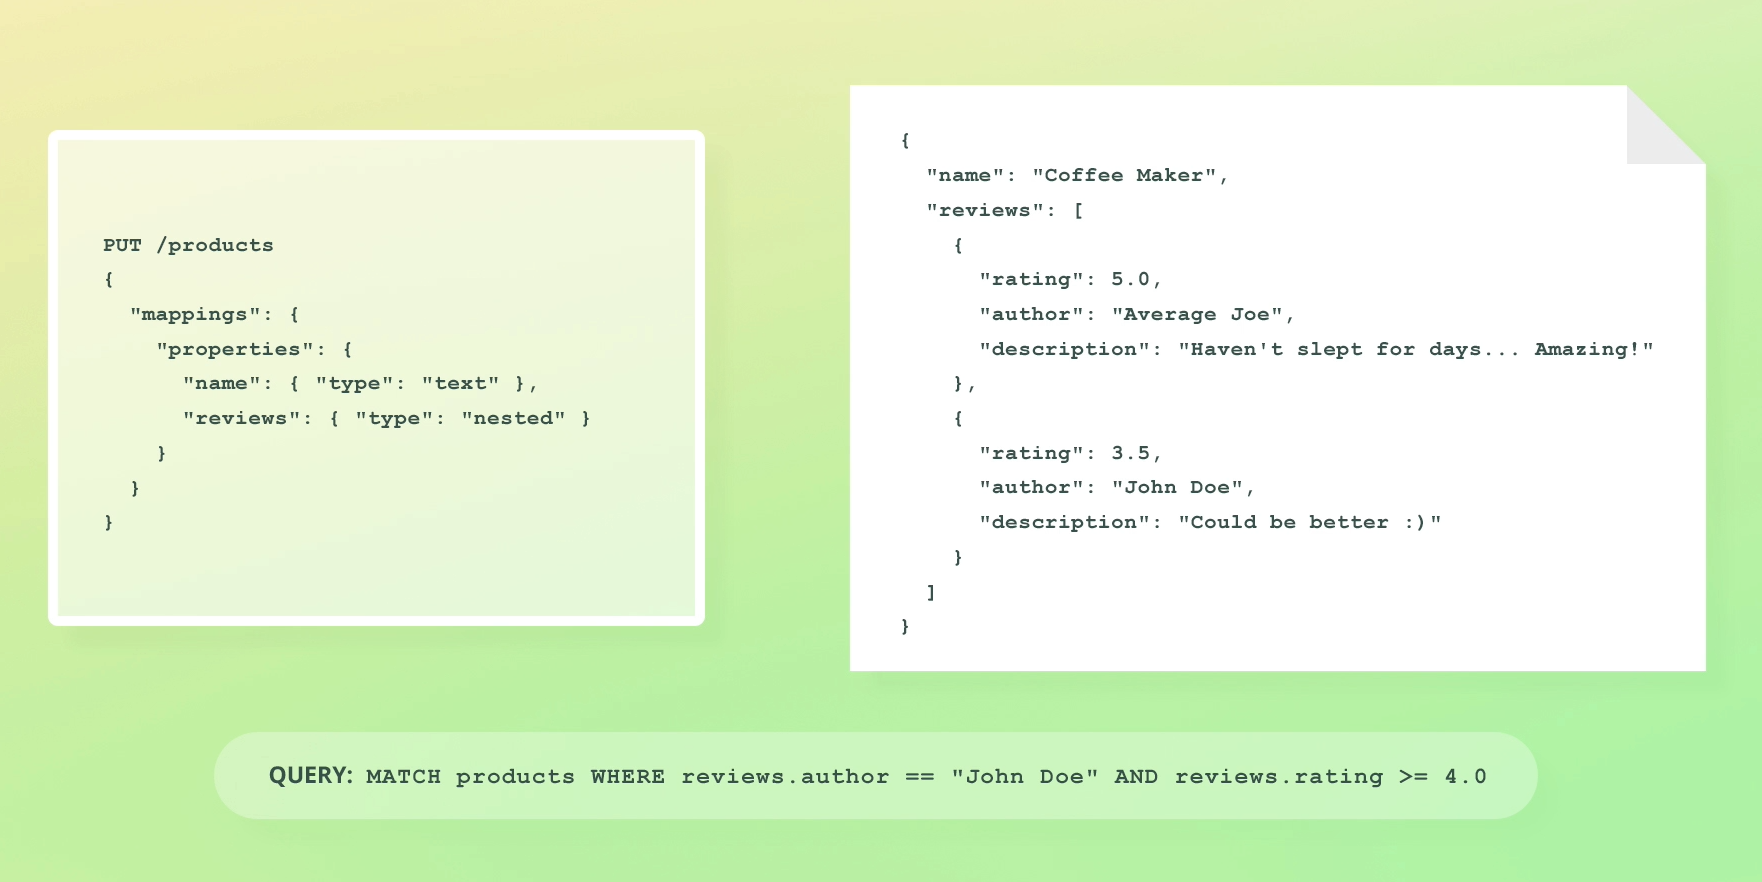 PUT /products
{
  "mappings": {
    "properties": {
      "name": { "type": "text" },
      "reviews": { "type": "nested" }
    }
  }
}
{
  "name": "Coffee Maker",
  "reviews": [
    {
      "rating": 5.0,
      "author": "Average Joe",
      "description": "Haven't slept for days... Amazing!"
    },
    {
      "rating": 3.5,
      "author": "John Doe",
      "description": "Could be better :)"
    }
  ]
}
QUERY: MATCH products WHERE reviews.author == "John Doe" AND reviews.rating >= 4.0